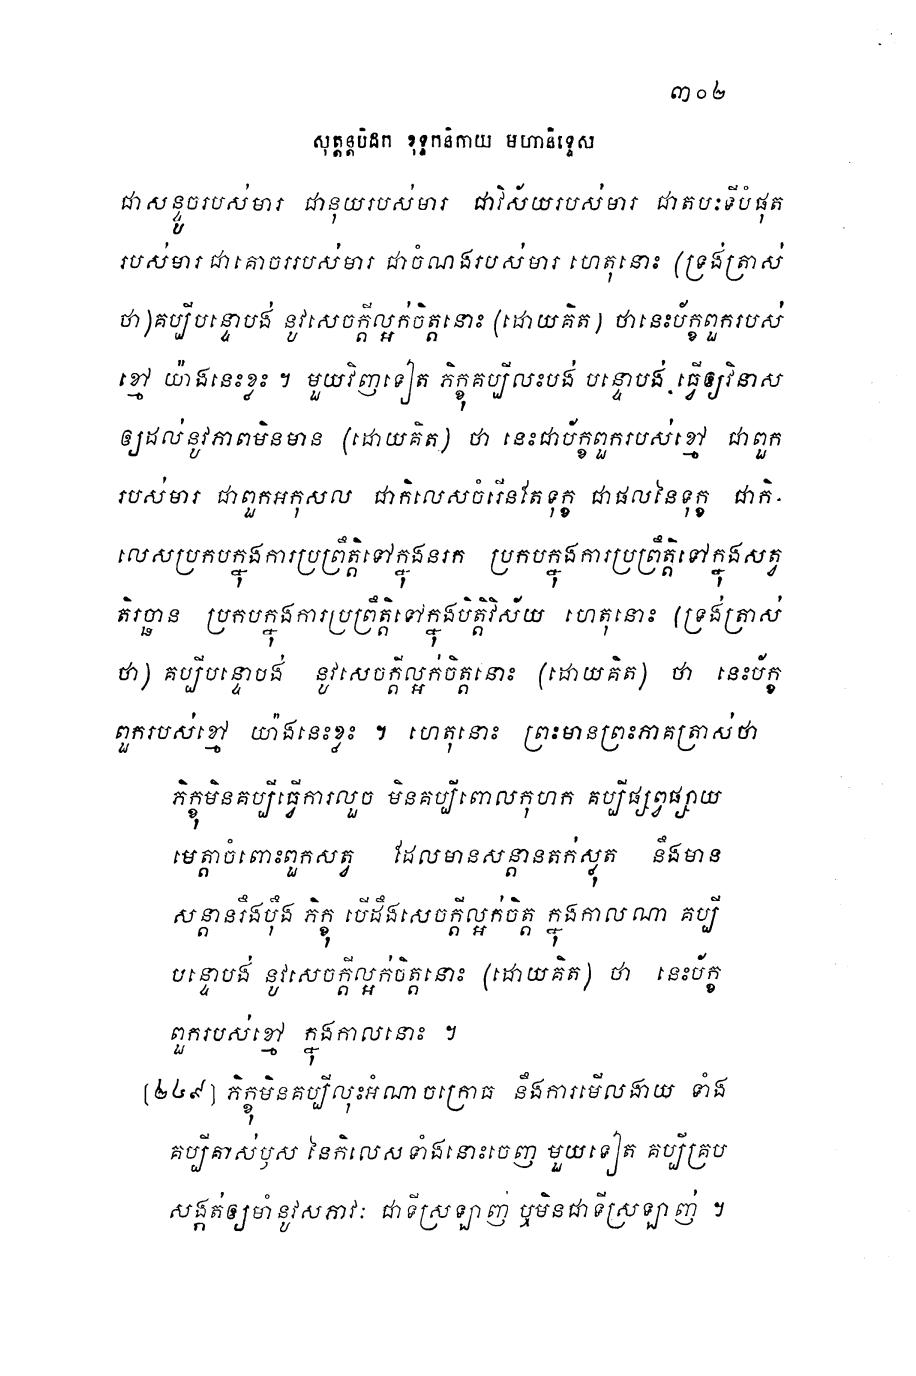 ៣០២
សុត្តន្តបិដក ខុទ្ទកនិកាយ មហានិទ្ទេស
ជាសន្ទូចរបស់មារ ជានុយរបស់មារ ជាវិស័យរបស់មារ ជាតបះទីបំផុត
របស់មារ ជាគោចររបស់មារ ជាចំណងរបស់មារ ហេតុនោះ (ទ្រង់ត្រាស់
ថា) គប្បីបន្ទោបង់ នូវសេចក្តីល្អក់ចិត្តនោះ (ដោយគិត) ថានេះប័ក្ខពួករបស់
ខ្មៅ យ៉ាងនេះខ្លះ ។ មួយវិញទៀត ភិក្ខុគប្បីលះបង់ បន្ទោបង់ ធ្វើឲ្យវិនាស
ឲ្យដល់នូវភាពមិនមាន (ដោយគិត) ថា នេះជាប័ក្ខពួករបស់ខ្មៅ ជាពួក
របស់មារ ជាពួកអកុសល ជាកិលេសចំរើនតែទុក្ខ ជាផលនៃទុក្ខ ជាកិ-
លេសប្រកបក្នុងការប្រព្រឹត្តិទៅក្នុងនរក ប្រកបក្នុងការប្រព្រឹត្តិទៅក្នុងសត្វ
តិរច្ឆាន ប្រកបក្នុងការប្រព្រឹត្តិទៅក្នុងបិត្តិវិស័យ ហេតុនោះ (ទ្រង់ត្រាស់
ថា) គប្បីបន្ទោបង់ នូវសេចក្តីល្អក់ចិត្តនោះ (ដោយគិត) ថា នេះប័ក្ខ
ពួករបស់ខ្មៅ យ៉ាងនេះខ្លះ ។ ហេតុនោះ ព្រះមានព្រះភាគត្រាស់ថា
ភិក្ខុមិនគប្បីធ្វើការលួច មិនគប្បីពោលកុហក គប្បីផ្សព្វផ្សាយ
មេត្តាចំពោះពួកសត្វ ដែលមានសន្តានតក់ស្លុត នឹងមាន
សន្តានរឹងប៉ឹង ភិក្ខុ បើដឹងសេចក្តីល្អក់ចិត្ត ក្នុងកាលណា គប្បី
បន្ទោបង់ នូវសេចក្តីល្អក់ចិត្តនោះ (ដោយគិត) ថា នេះប័ក្ខ
ពួករបស់ខ្មៅ ក្នុងកាលនោះ ។
(២៤៩) ភិក្ខុមិនគប្បីលុះអំណាចក្រោធ នឹងការមើលងាយ ទាំង
គប្បីគាស់ឫស នៃកិលេសទាំងនោះចេញ មួយទៀត គប្បីគ្រប
សង្កត់ឲ្យមាំនូវសភាវៈ ជាទីស្រឡាញ់ ឬមិនជាទីស្រឡាញ់ ។